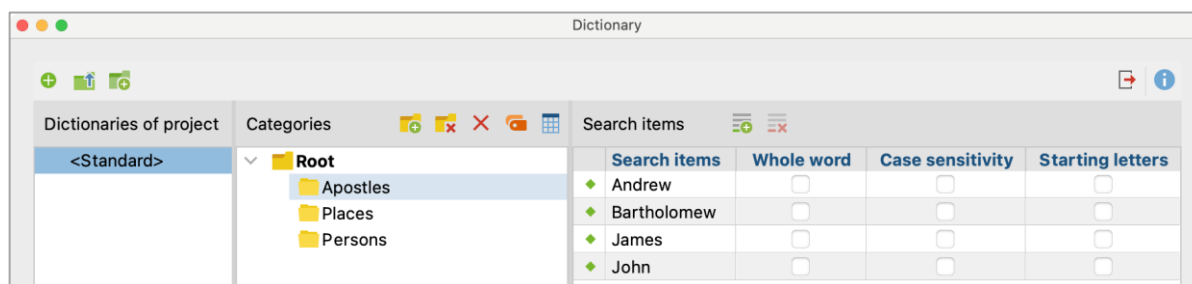 Dictionary
Dictionaries of project
<Standard>
Categories
Root
Apostles
Places
Persons
Search items
Search items Whole word Case sensitivity Starting letters
Andrew
Bartholomew
James
John